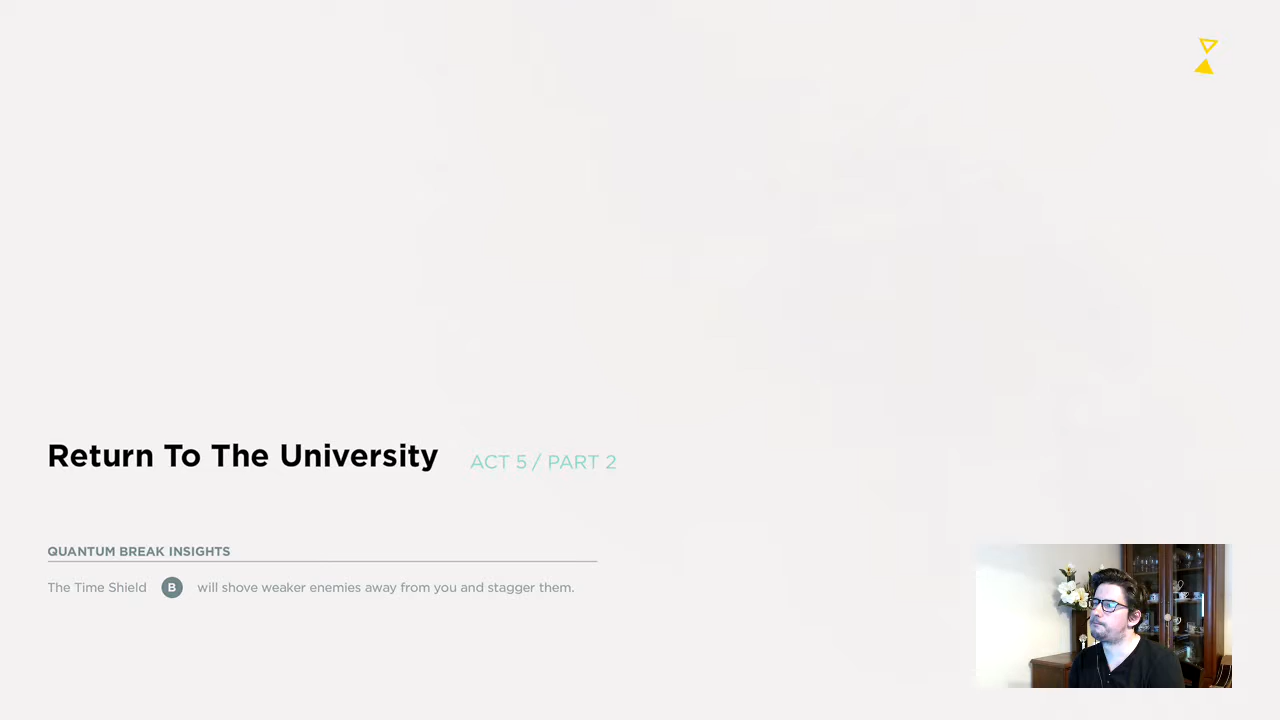 Return To The University ACT 5 / PART 2
QUANTUM BREAK INSIGHTS
The Time Shield B will shove weaker enemies away from you and stagger them.